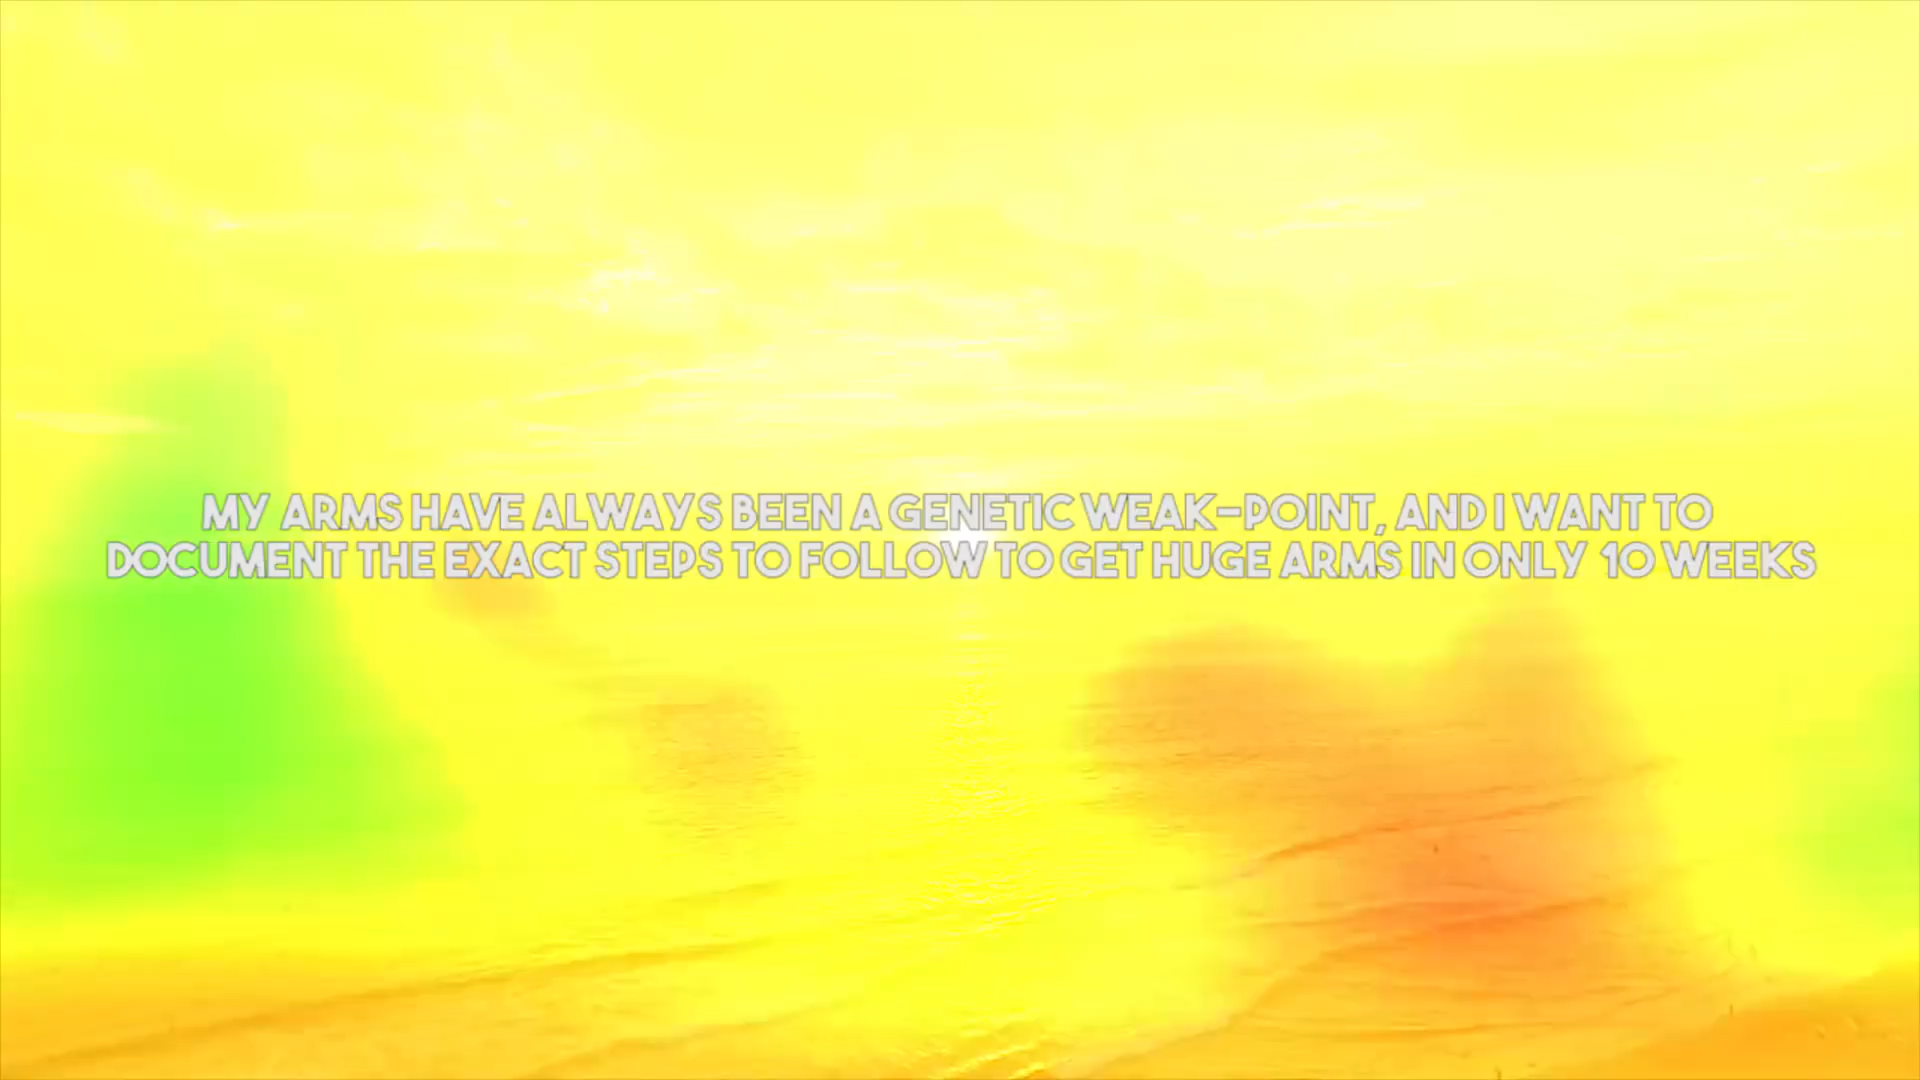 MY ARMS HAVE ALWAYS BEEN A GENETIC WEAK-POINT, AND I WANT TO
DOCUMENT THE EXACT STEPS TO FOLLOW TO GET HUGE ARMS IN ONLY 10 WEEKS